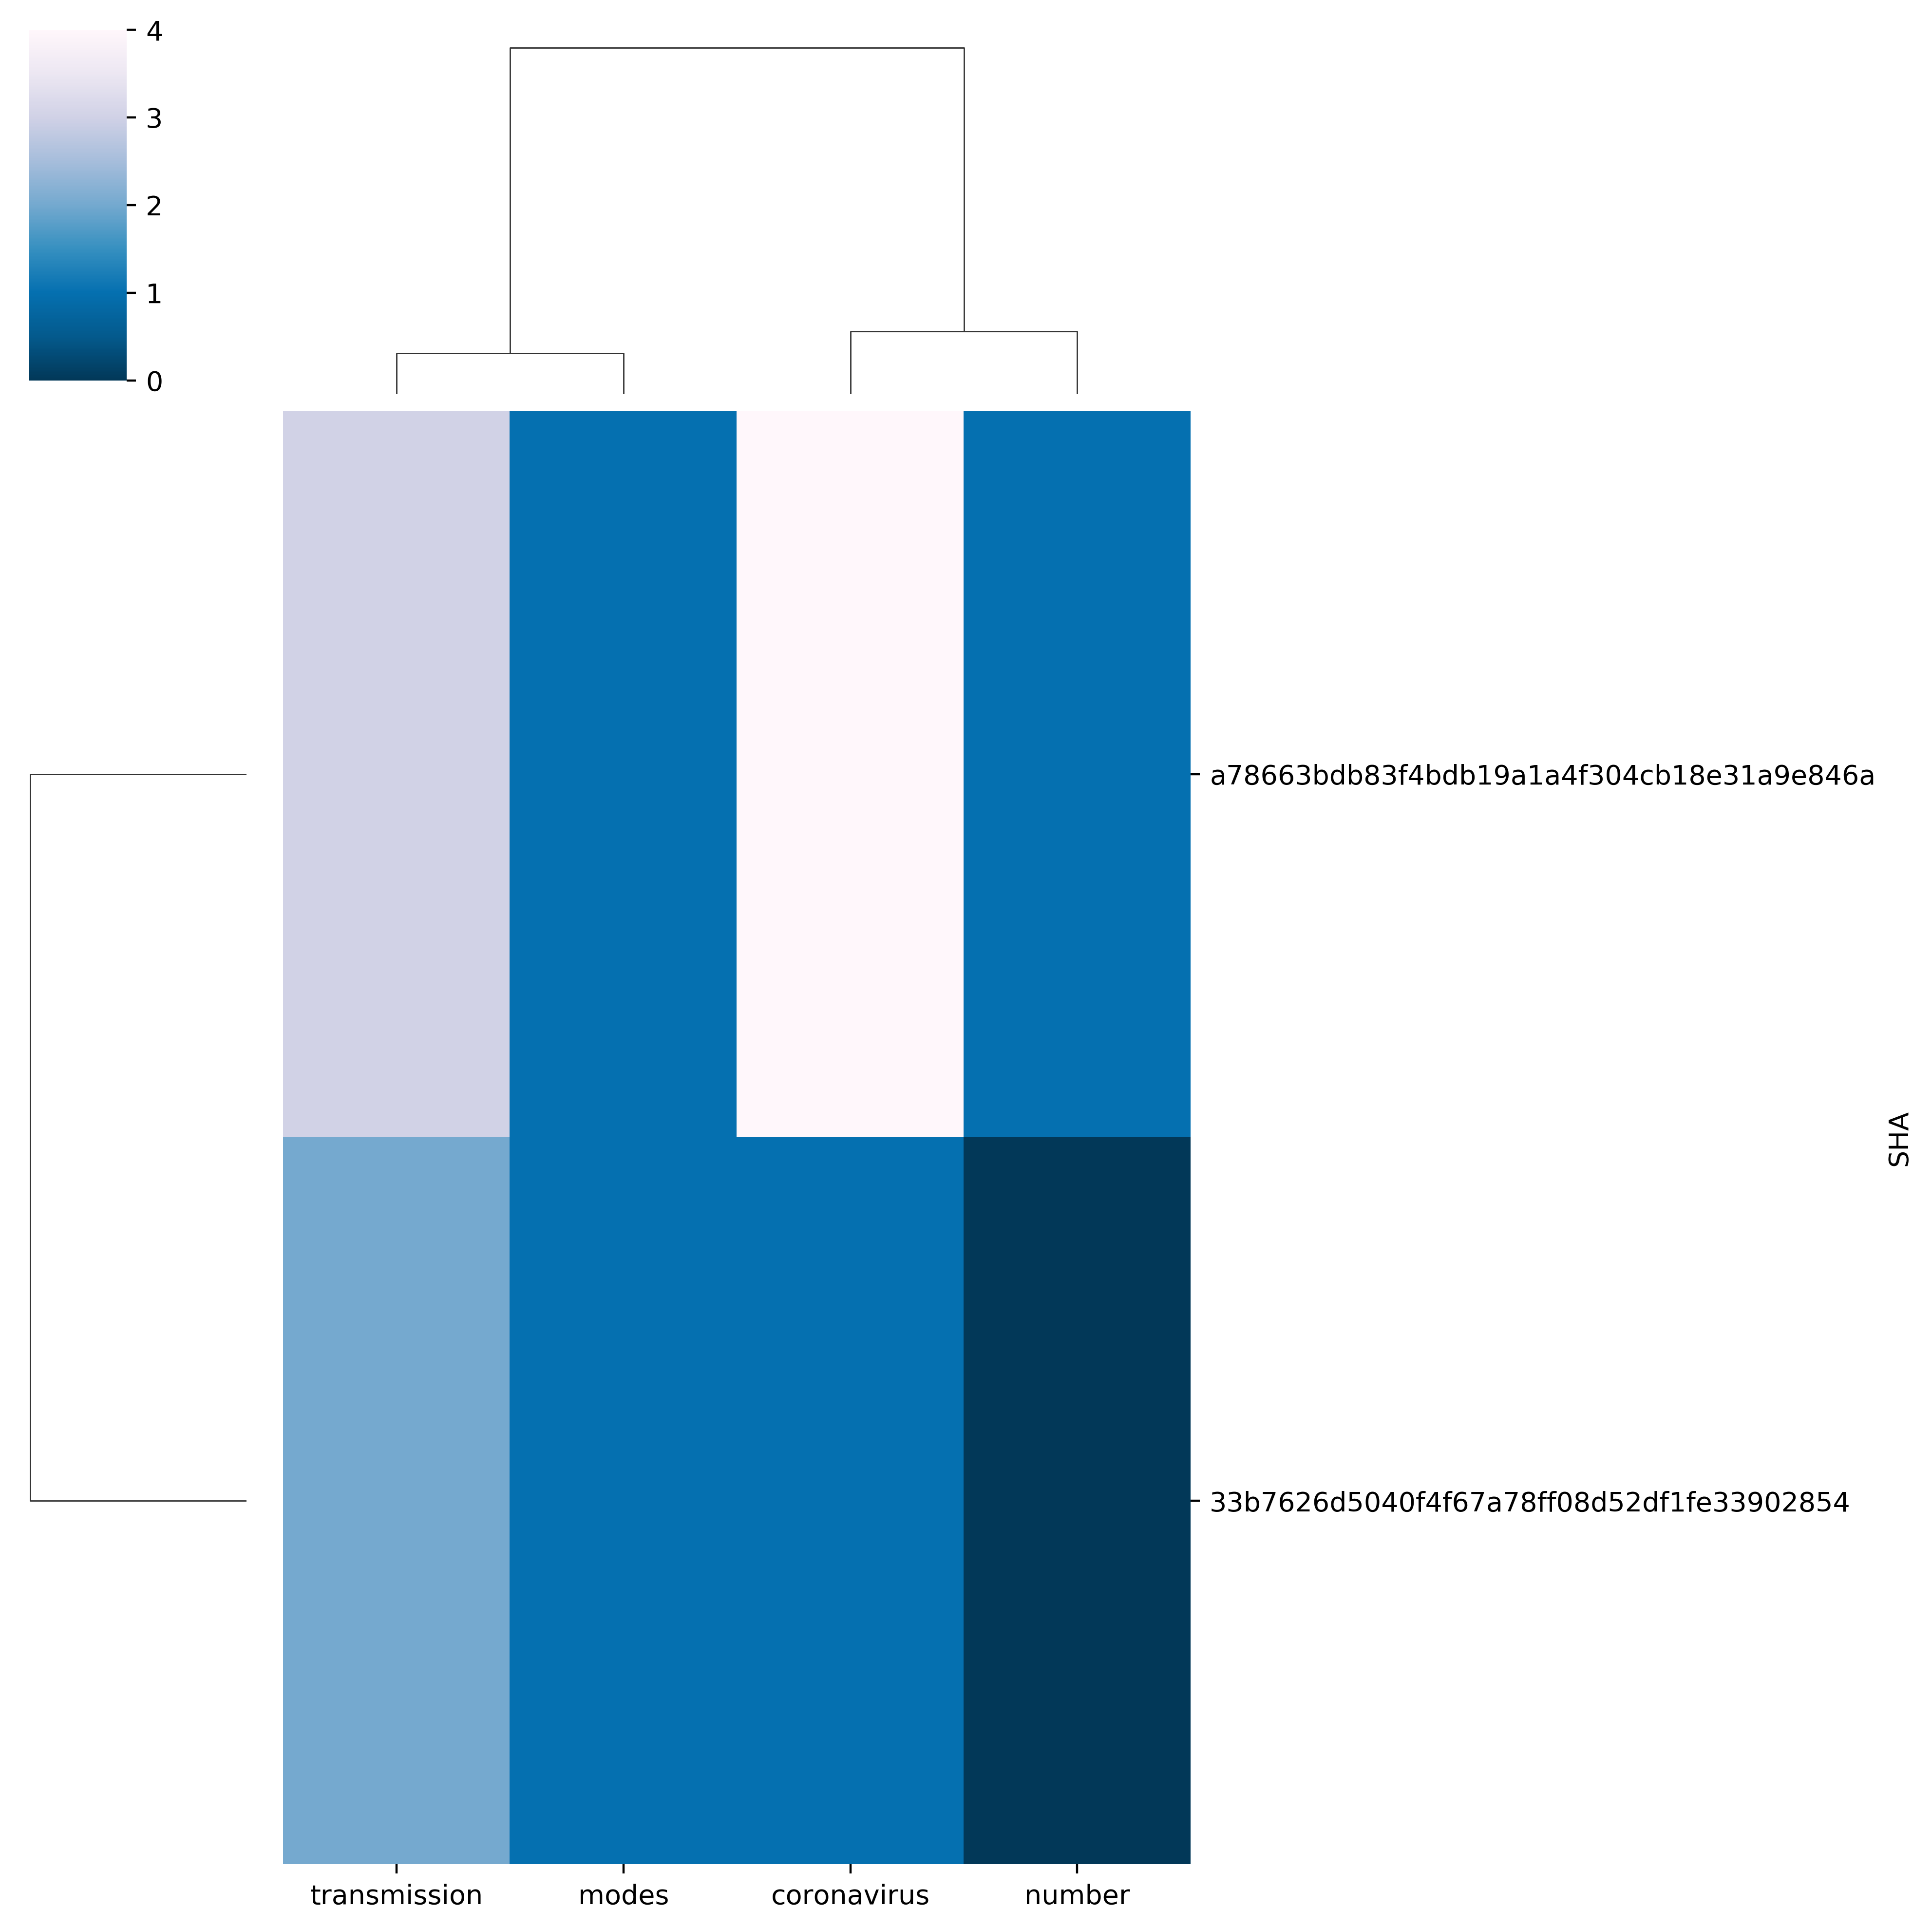 4
3
2
1
0
a78663bdb83f4bdb19a1a4f304cb18e31a9e846a
SHA
33b7626d5040f4f67a78ff08d52df1fe33902854
transmission modes coronavirus number